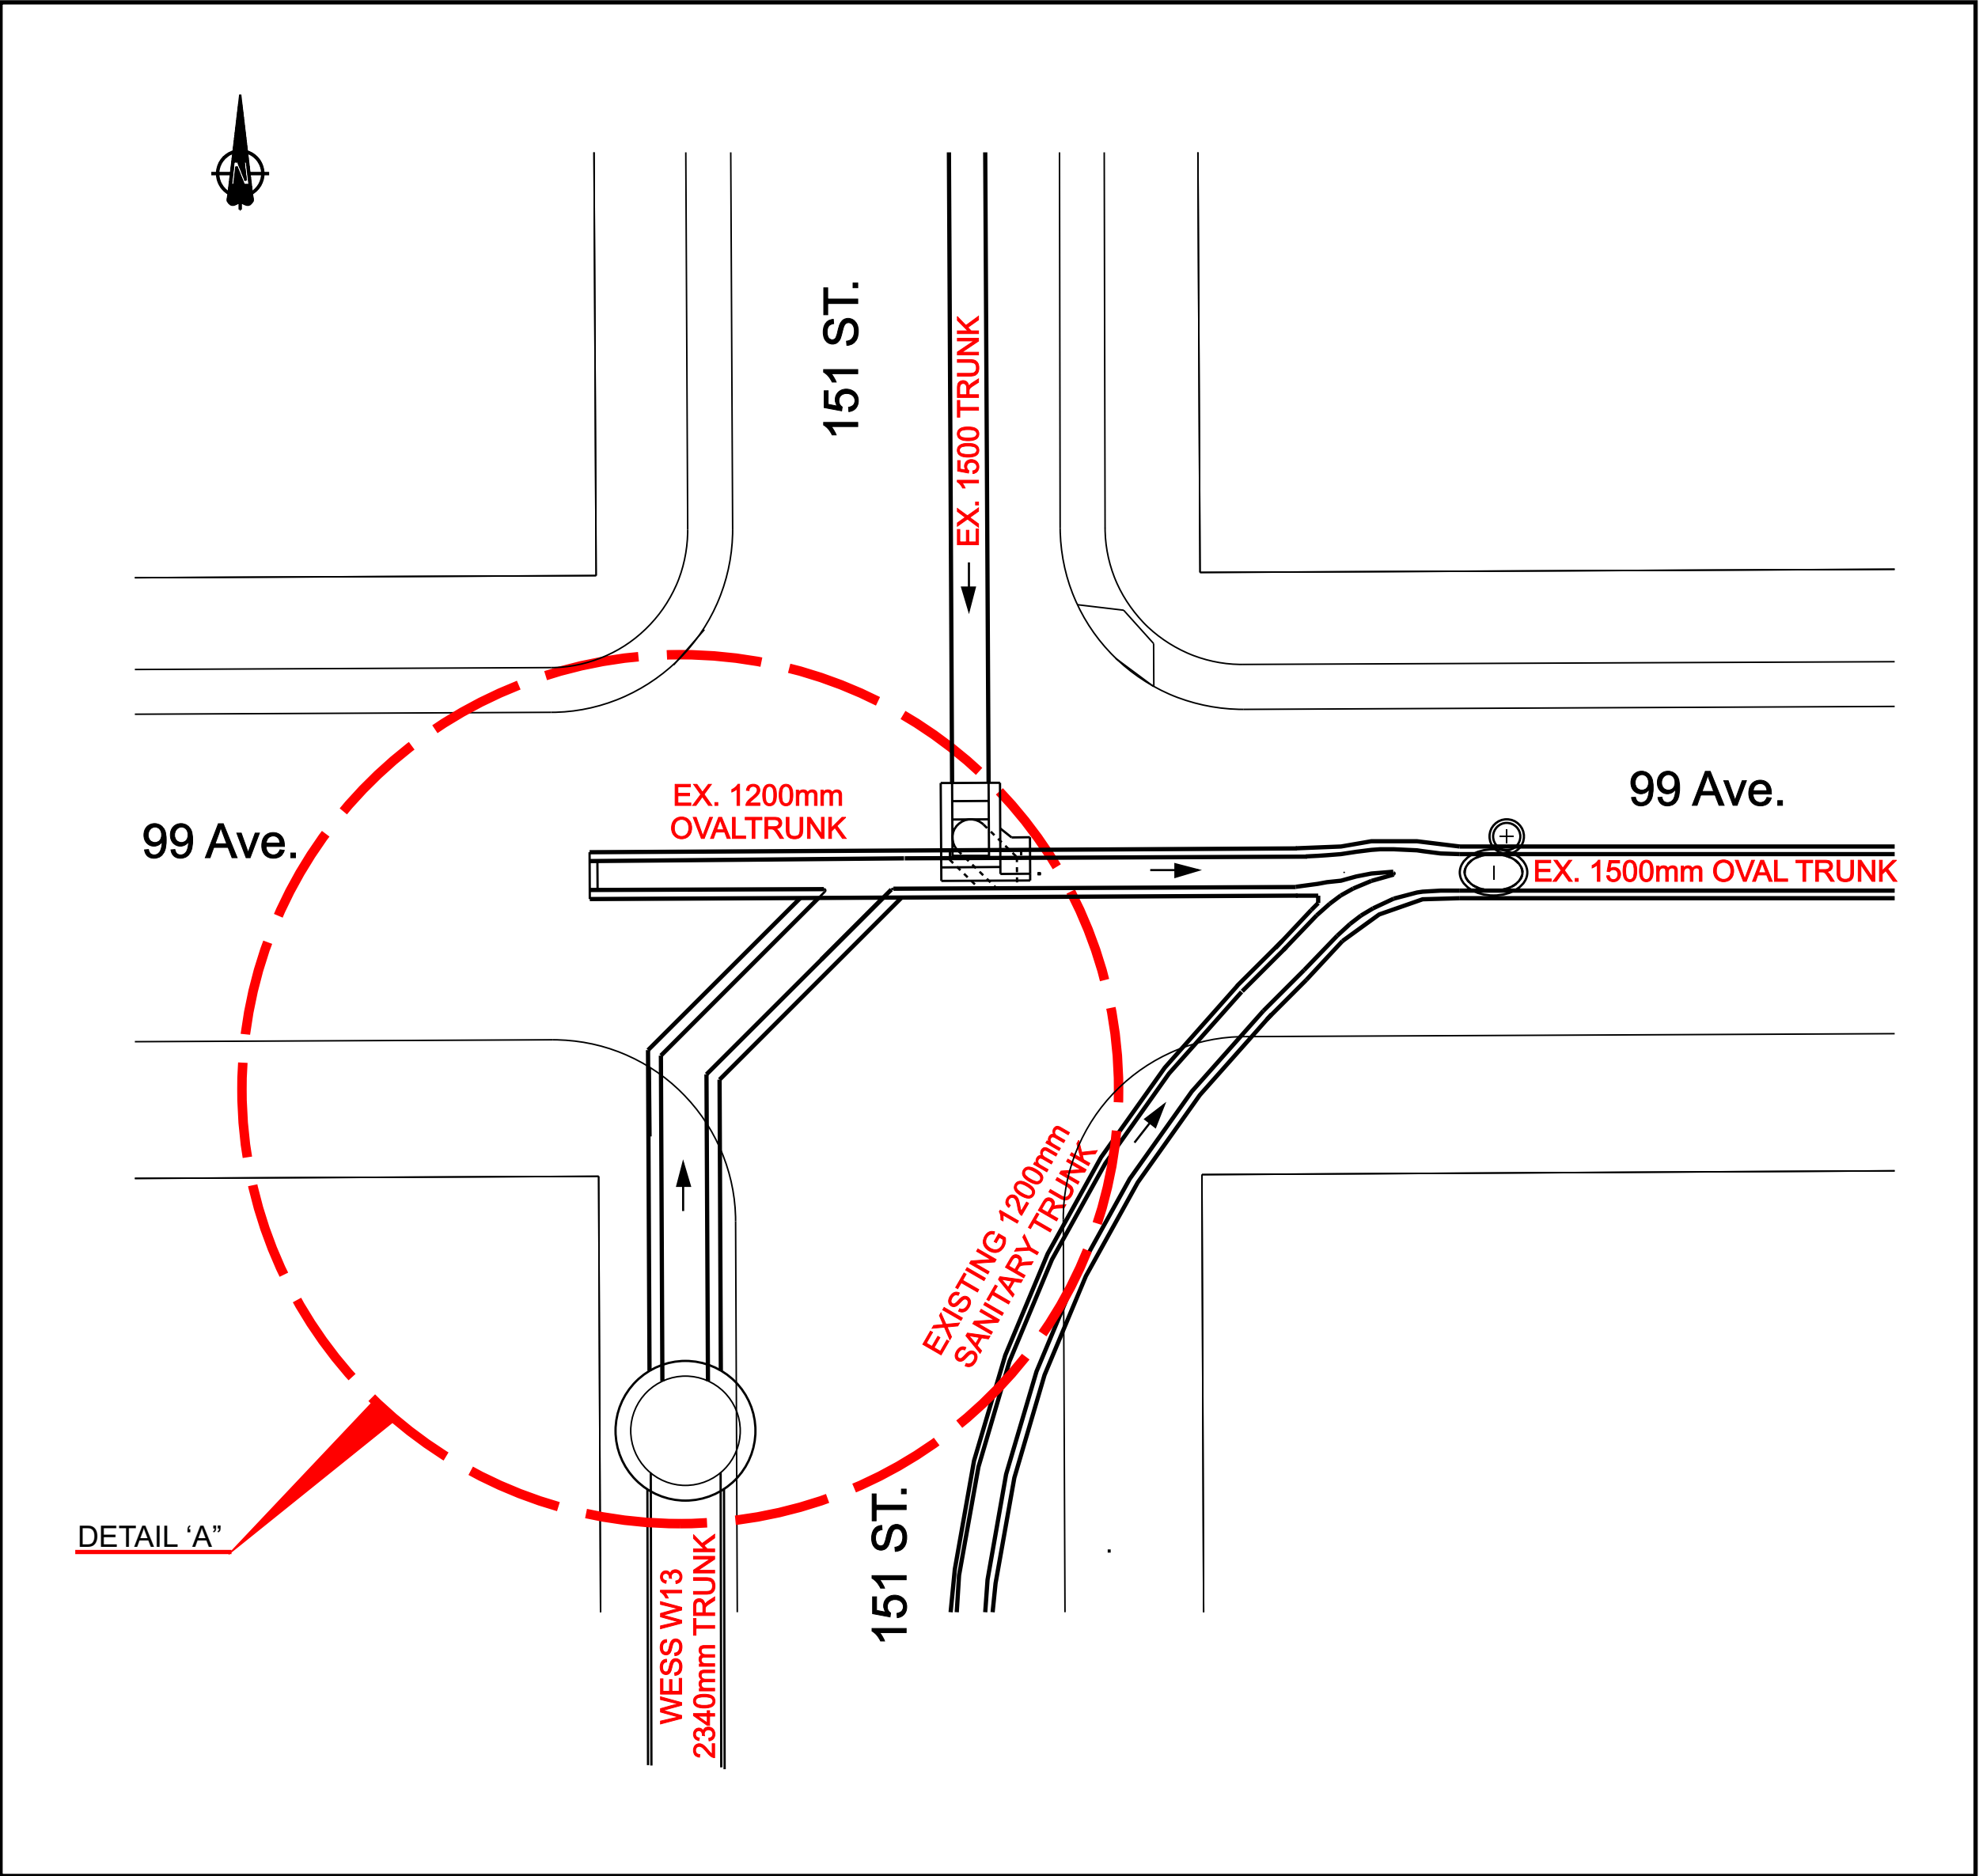 N
151 ST.
EX. 1500 TRUNK
EX. 1200mm
OVALTRUNK
99 Ave.
99 Ave.
EX. 1500mm OVAL TRUNK
EXISTING 1200mm
SANITARY TRUNK
DETAIL ‘A”
151 ST.
WESS W13
2340mm TRUNK